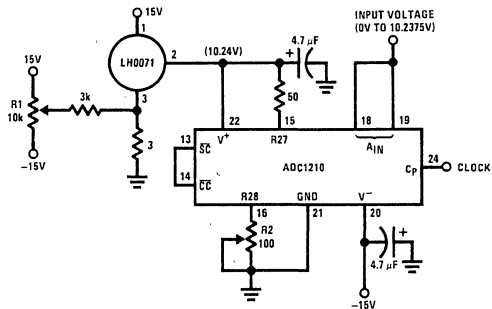 15V
INPUT VOLTAGE
(0V TO 10.2375V)
1
4.7 µF
+
LH0071
2
(10.24V)
15V
3
3k
R1
10k
50
3
-15V
22
15
18
19
V+
R27
AIN
13
SC
24
ADC1210
CP
CLOCK
14
CC
R28
GND
V-
16
21
20
R2
100
+
4.7 µF
-15V